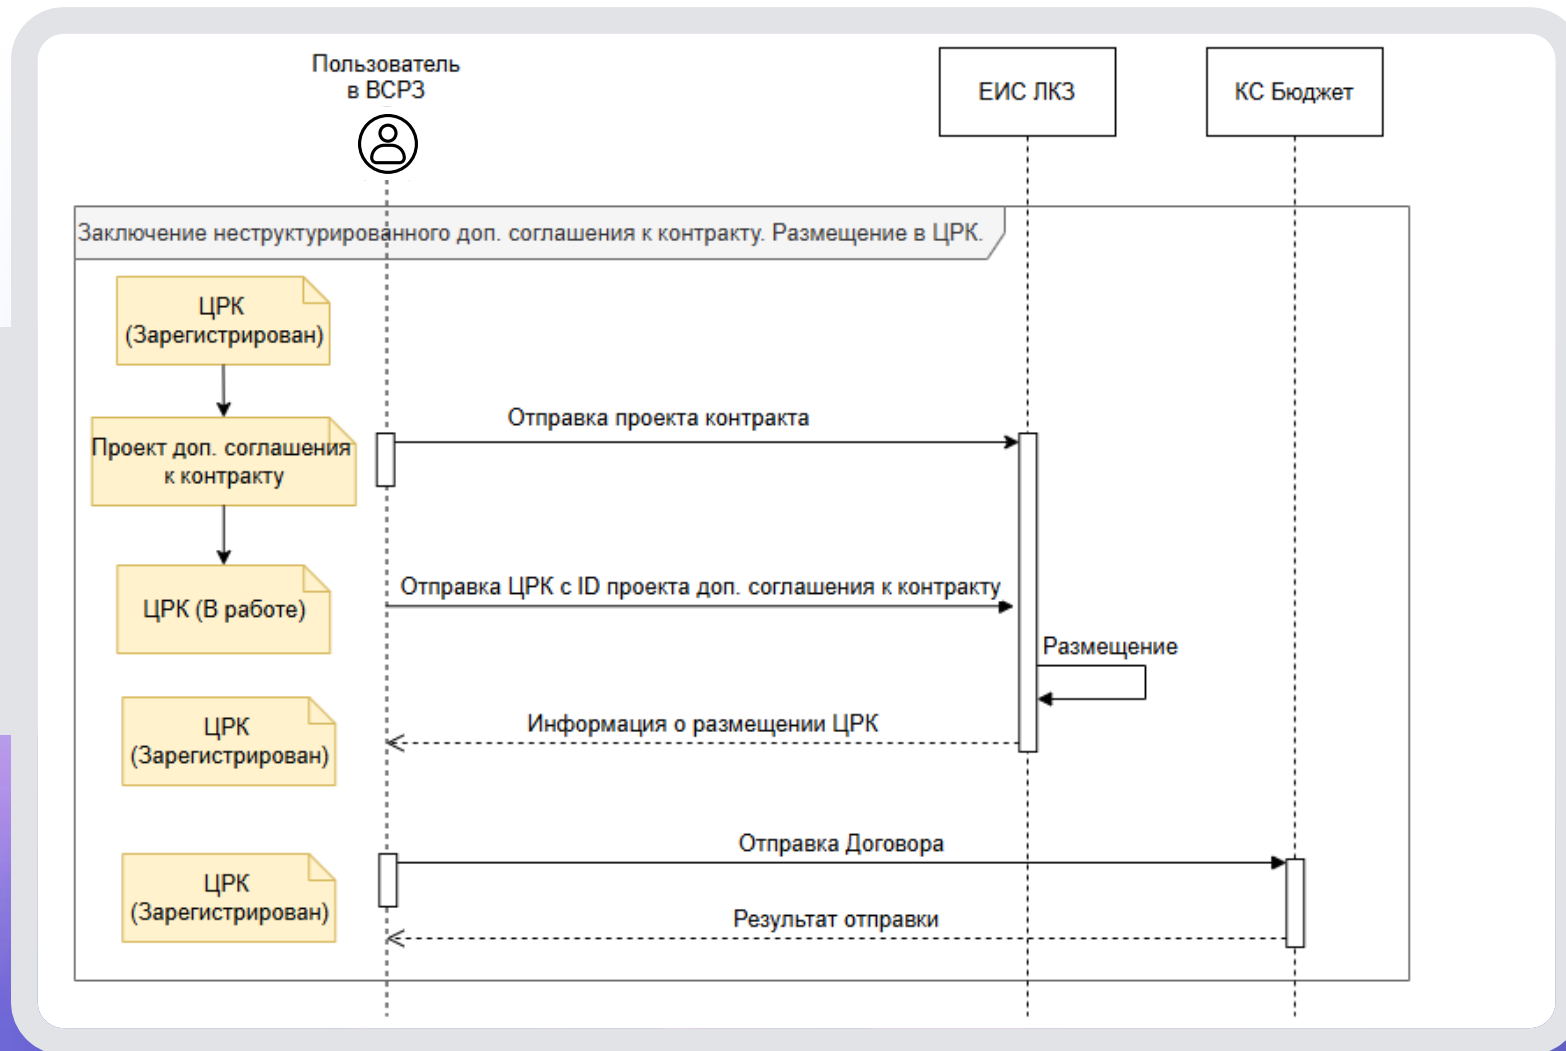 Пользователь
в ВСРЗ
ЕИС ЛКЗ
КС Бюджет
Заключение неструктурированного доп. соглашения к контракту. Размещение в ЦРК.
ЦРК
(Зарегистрирован)
Отправка проекта контракта
Проект доп. соглашения
к контракту
Отправка ЦРК с ID проекта доп. соглашения к контракту
ЦРК (В работе)
Размещение
Информация о размещении ЦРК
ЦРК
(Зарегистрирован)
Отправка Договора
ЦРК
(Зарегистрирован)
Результат отправки